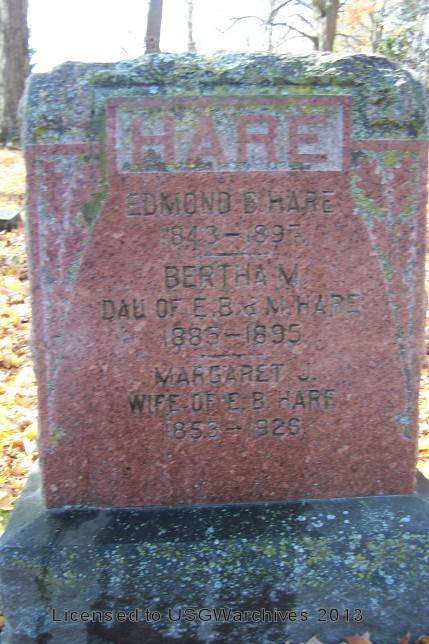 HARE
EDMOND B. HARE
1843–1897
BERTHA M.
DAU OF E.B. & M. HARE
1885–1895
MARGARET J.
WIFE OF E.B. HARE
1853–1926
Licensed to USGWarchives 2013